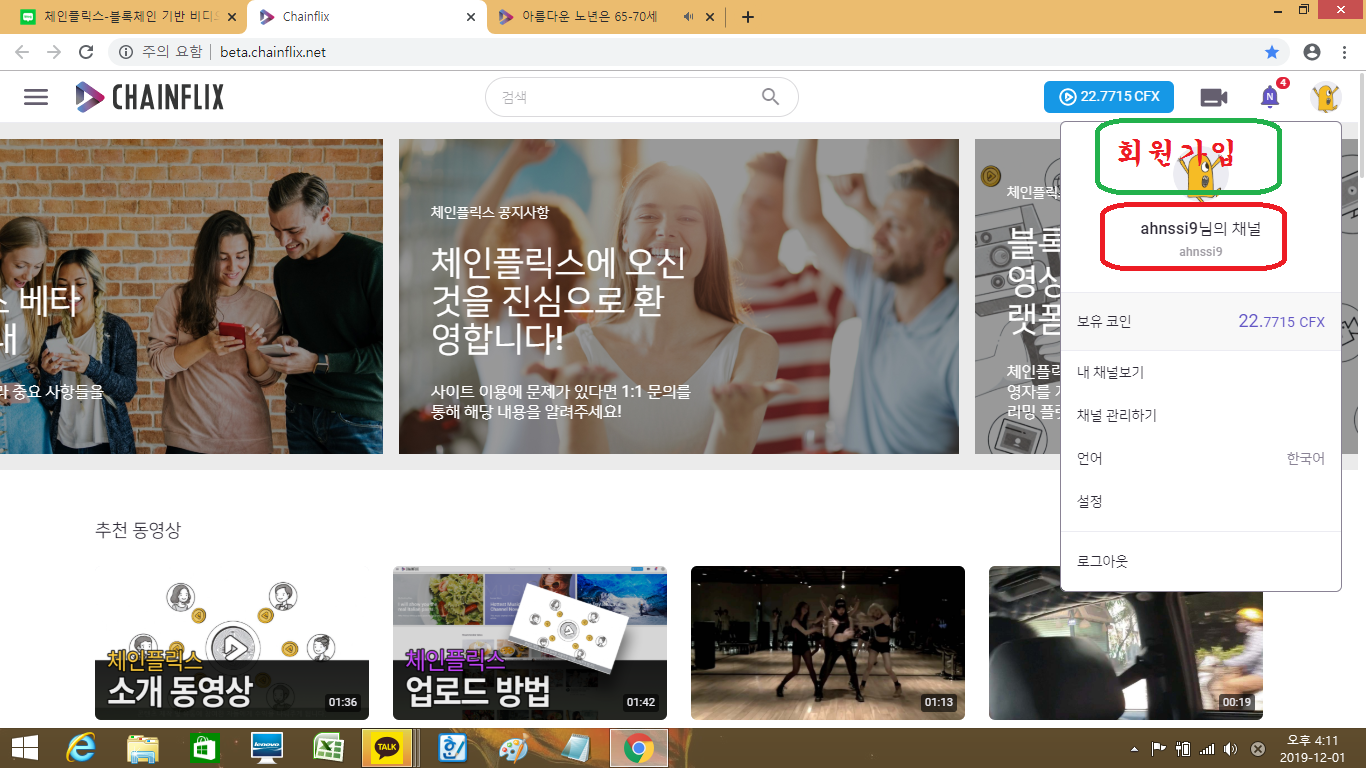 체인플릭스-블록체인 기반 비디오
Chainflix
아름다운 노년은 65-70세
주의 요함
beta.chainflix.net
CHAINFLIX
검색
22.7715 CFX
N
4
회원가입
ahnssi9님의 채널
ahnssi9
보유 코인
22.7715 CFX
내 채널보기
채널 관리하기
언어
한국어
설정
로그아웃
베타
내
중요 사항들을
체인플릭스 공지사항
체인플릭스에 오신
것을 진심으로 환
영합니다!
사이트 이용에 문제가 있다면 1:1 문의를
통해 해당 내용을 알려주세요!
체인플릭
블록
영상
랫폼
체인플릭
영자를
리밍 플랫
추천 동영상
체인플릭스
소개 동영상
01:36
체인플릭스
업로드 방법
01:42
01:13
00:19
lenovo
TALK
오후 4:11
2019-12-01